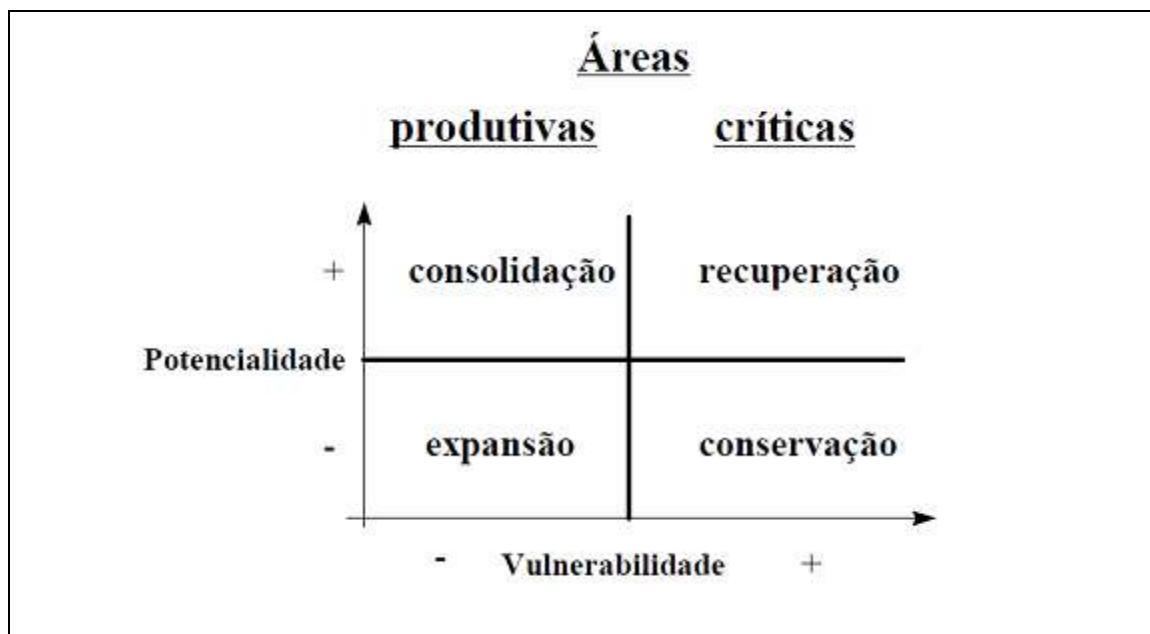 Áreas
produtivas críticas
+ consolidação recuperação
Potencialidade
- expansão conservação
- Vulnerabilidade +